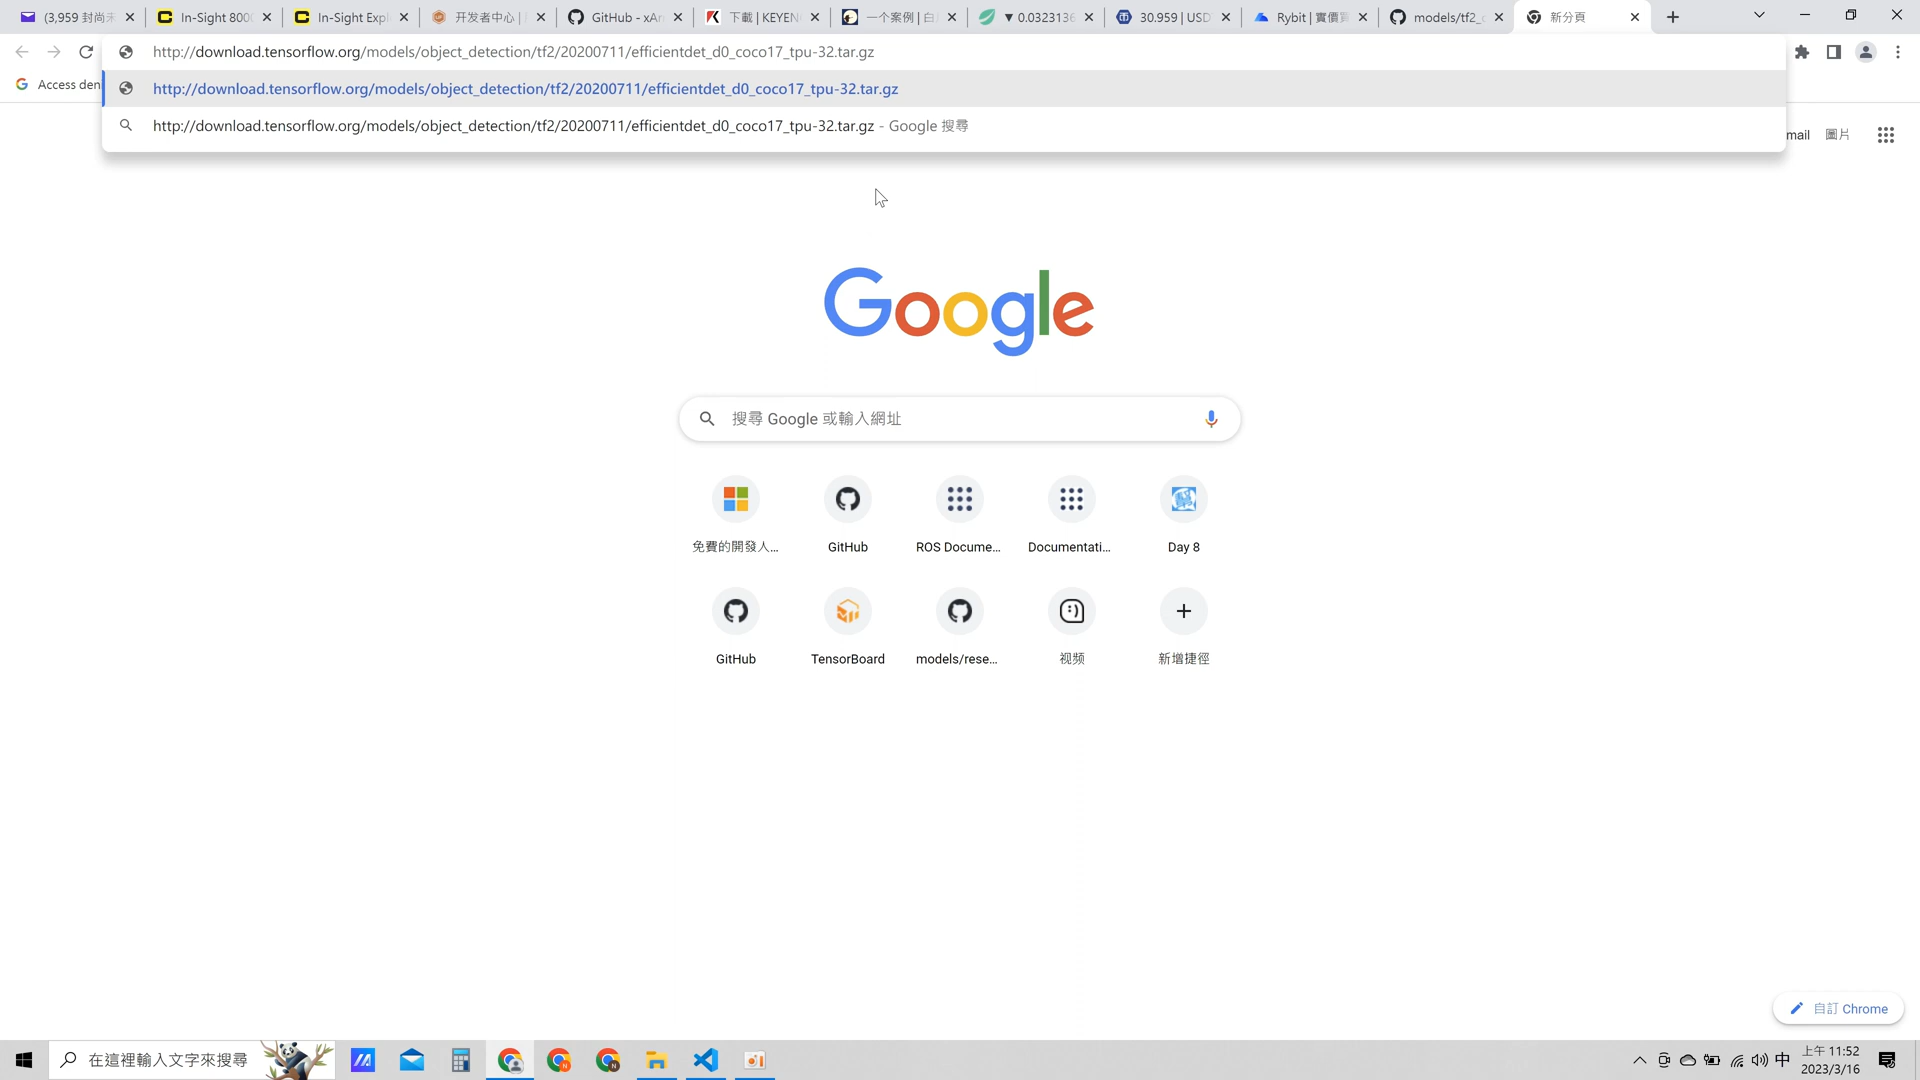 (3,959 封尚未
In-Sight 800
In-Sight Expl
开发者中心 |
GitHub - xAr
下載 | KEYEN
一个案例 | 白
▼ 0.0323136
30.959 | USD
Rybit | 實價買
models/tf2_
新分頁
http://download.tensorflow.org/models/object_detection/tf2/20200711/efficientdet_d0_coco17_tpu-32.tar.gz
Access den
http://download.tensorflow.org/models/object_detection/tf2/20200711/efficientdet_d0_coco17_tpu-32.tar.gz
http://download.tensorflow.org/models/object_detection/tf2/20200711/efficientdet_d0_coco17_tpu-32.tar.gz - Google 搜尋
mail 圖片
Google
搜尋 Google 或輸入網址
免費的開發人...
GitHub
ROS Docume...
Documentati...
Day 8
GitHub
TensorBoard
models/rese...
视频
新增捷徑
自訂 Chrome
在這裡輸入文字來搜尋
中
上午 11:52
2023/3/16